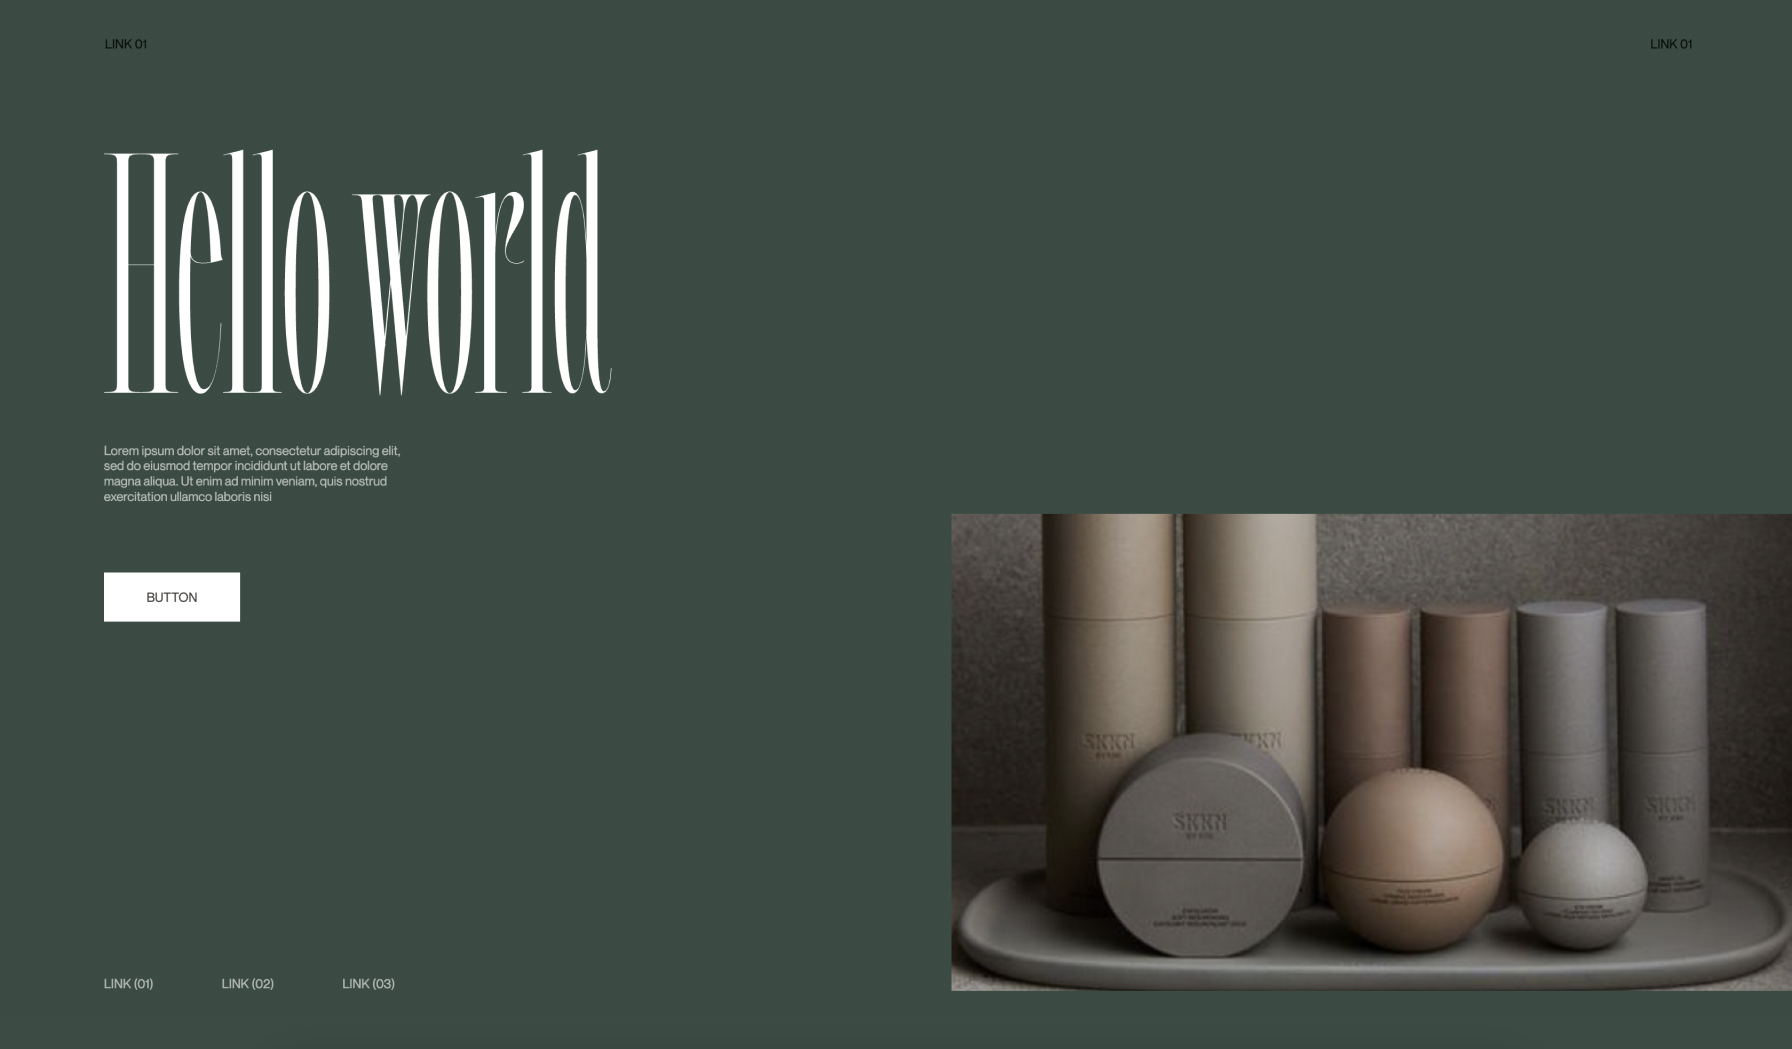 LINK 01
LINK 01
Hello world
Lorem ipsum dolor sit amet, consectetur adipiscing elit,
sed do eiusmod tempor incididunt ut labore et dolore
magna aliqua. Ut enim ad minim veniam, quis nostrud
exercitation ullamco laboris nisi
BUTTON
SKKN
SKKN
SKKN
BY KIM
SKKN
SKKN
LINK (01)
LINK (02)
LINK (03)